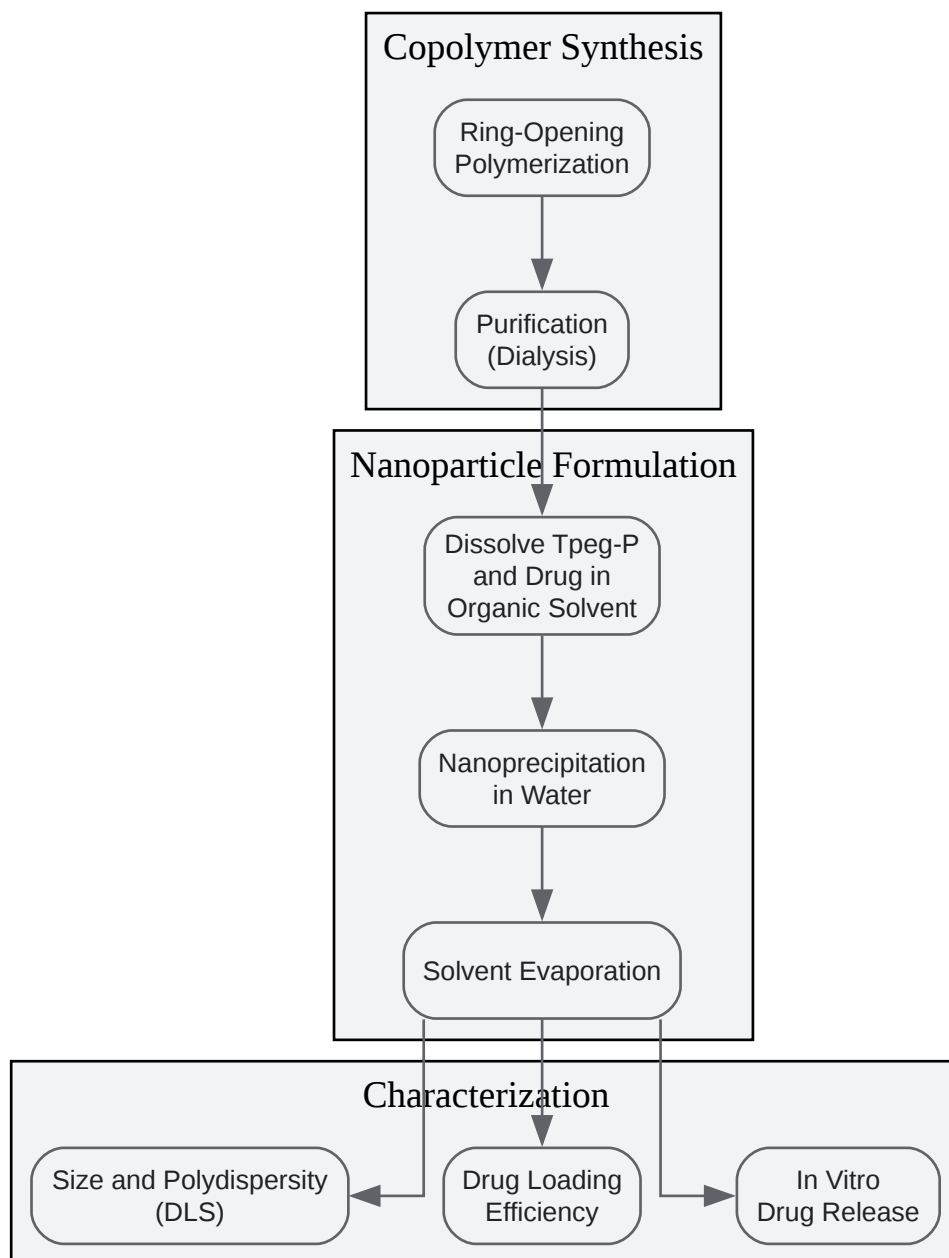 Copolymer Synthesis
Ring-Opening
Polymerization
Purification
(Dialysis)
Nanoparticle Formulation
Dissolve Tpeg-P
and Drug in
Organic Solvent
Nanoprecipitation
in Water
Solvent Evaporation
Characterization
Size and Polydispersity
(DLS)
Drug Loading
Efficiency
In Vitro
Drug Release